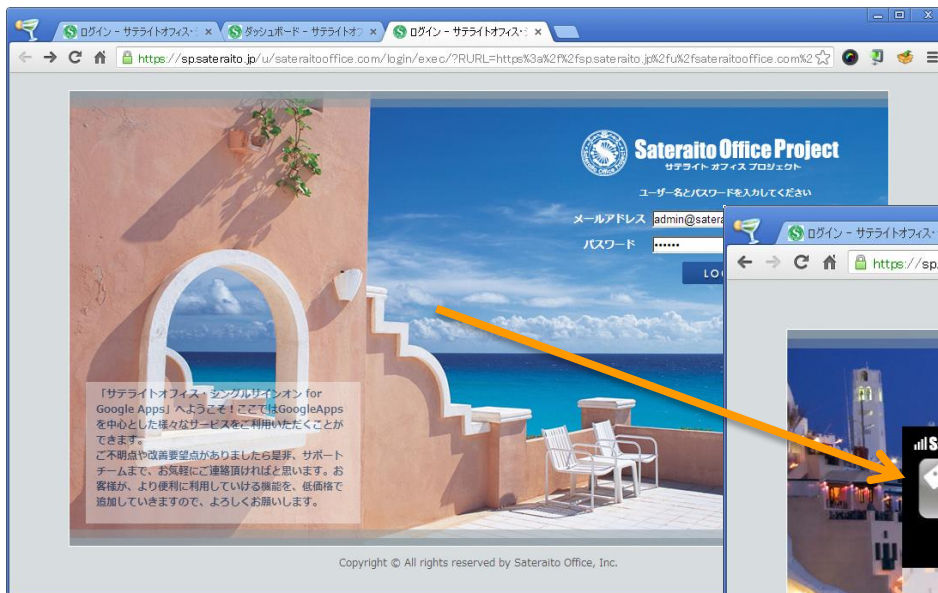 ログイン - サテライトオフィス・
ダッシュボード - サテライトオフ
ログイン - サテライトオフィス・
https://sp.sateraito.jp/u/sateraitooffice.com/login/exec/?RURL=https%3a%2f%2fsp.sateraito.jp%2fu%2fsateraitooffice.com%2
Sateraito Office Project
サテライト オフィス プロジェクト
ユーザー名とパスワードを入力してください
メールアドレス admin@satera
パスワード ••••••
LO
ログイン - サテライトオフィス・
https://sp.
「サテライトオフィス・シングルサインオン for
Google Apps」へようこそ！ここではGoogleApps
を中心とした様々なサービスをご利用いただくことが
できます。
ご不明点や改善要望点がありましたら是非、サポート
チームまで、お気軽にご連絡頂ければと思います。お
客様が、より便利に利用していける機能を、低価格で
追加していきますので、よろしくお願いします。
Copyright © All rights reserved by Sateraito Office, Inc.